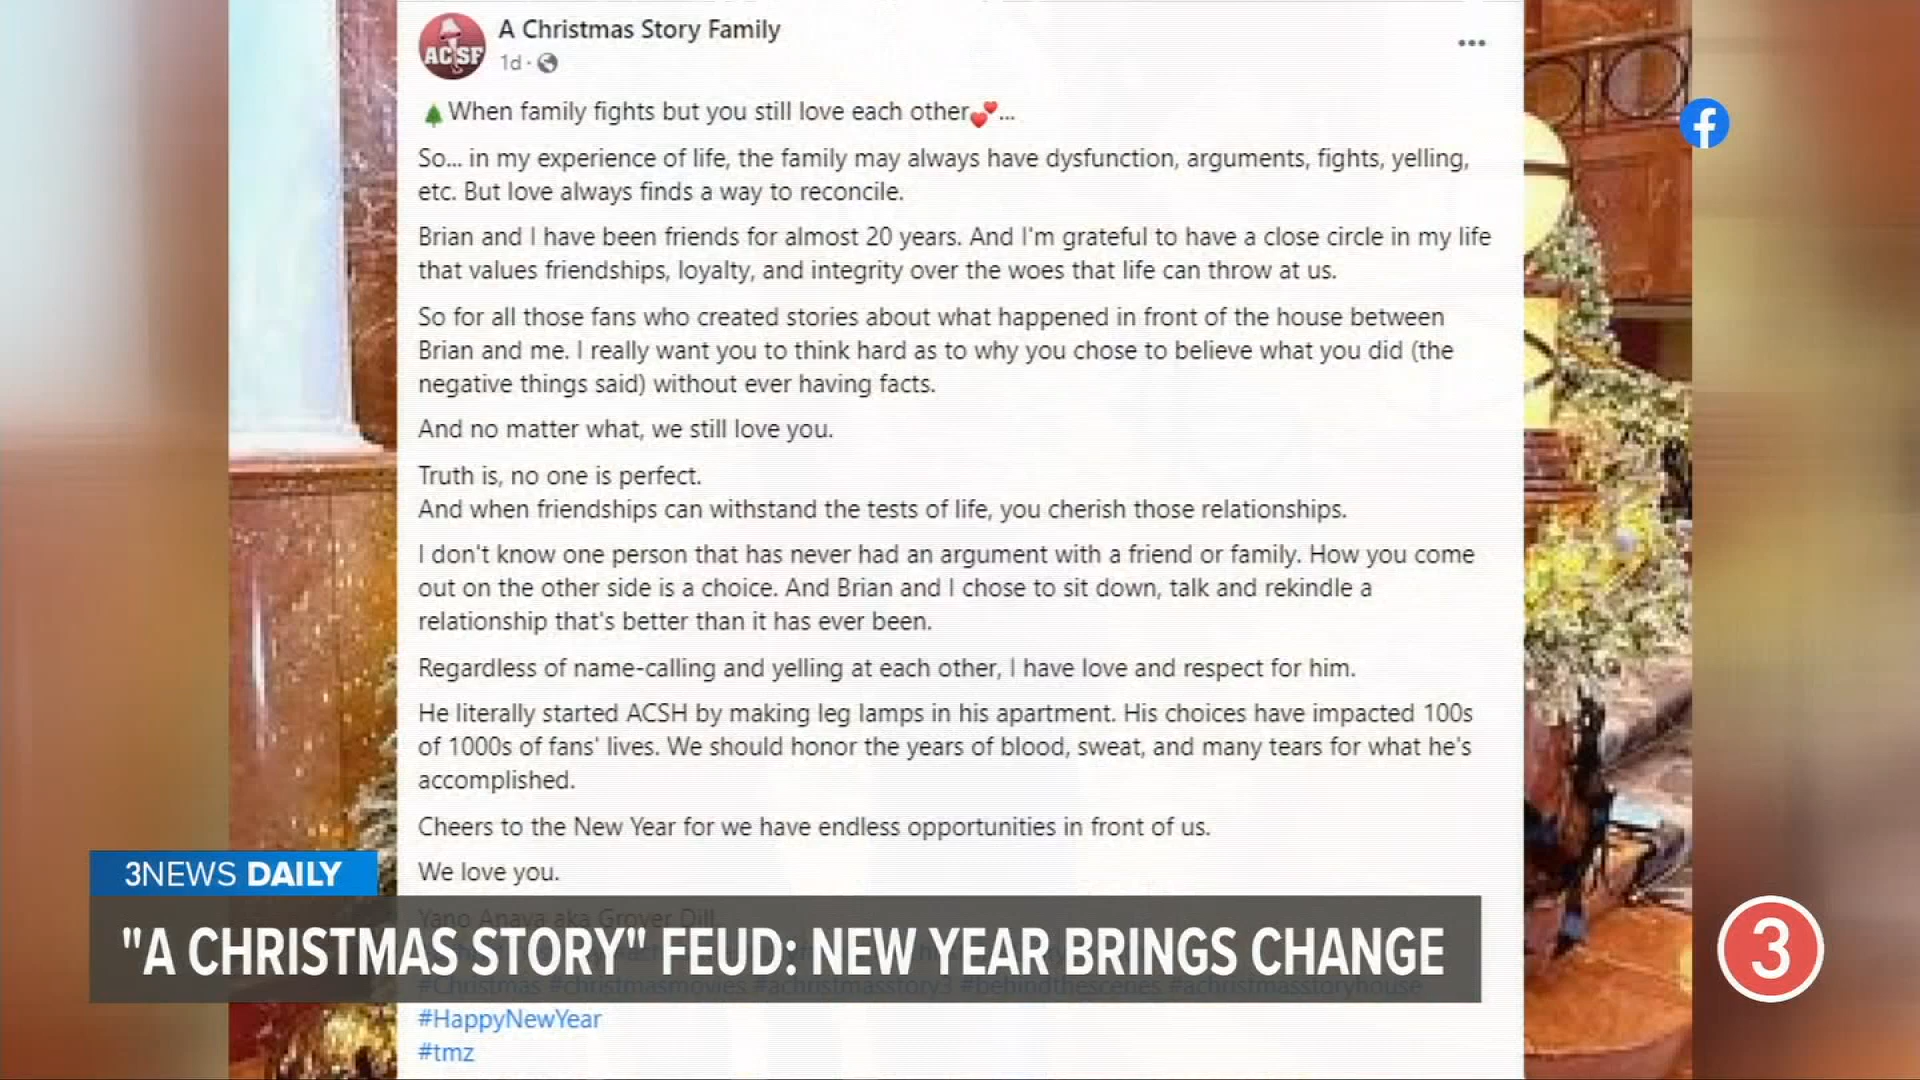 A Christmas Story Family
ACSF
1d ·
When family fights but you still love each other...
So... in my experience of life, the family may always have dysfunction, arguments, fights, yelling,
etc. But love always finds a way to reconcile.
Brian and I have been friends for almost 20 years. And I'm grateful to have a close circle in my life
that values friendships, loyalty, and integrity over the woes that life can throw at us.
So for all those fans who created stories about what happened in front of the house between
Brian and me. I really want you to think hard as to why you chose to believe what you did (the
negative things said) without ever having facts.
And no matter what, we still love you.
Truth is, no one is perfect.
And when friendships can withstand the tests of life, you cherish those relationships.
I don't know one person that has never had an argument with a friend or family. How you come
out on the other side is a choice. And Brian and I chose to sit down, talk and rekindle a
relationship that's better than it has ever been.
Regardless of name-calling and yelling at each other, I have love and respect for him.
He literally started ACSH by making leg lamps in his apartment. His choices have impacted 100s
of 1000s of fans' lives. We should honor the years of blood, sweat, and many tears for what he's
accomplished.
Cheers to the New Year for we have endless opportunities in front of us.
We love you.
Yano Anaya aka Grover Dill
#Christmas #christmasmovies #achristmasstory3 #behindthescenes #achristmasstoryhouse
#HappyNewYear
#tmz
3NEWS DAILY
"A CHRISTMAS STORY" FEUD: NEW YEAR BRINGS CHANGE
3